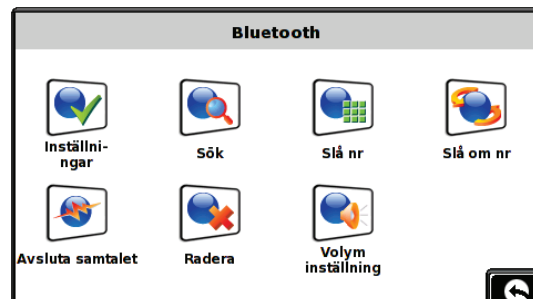 Bluetooth
Inställni-
ngar
Sök
Slå nr
Slå om nr
Avsluta samtalet
Radera
Volym
inställning